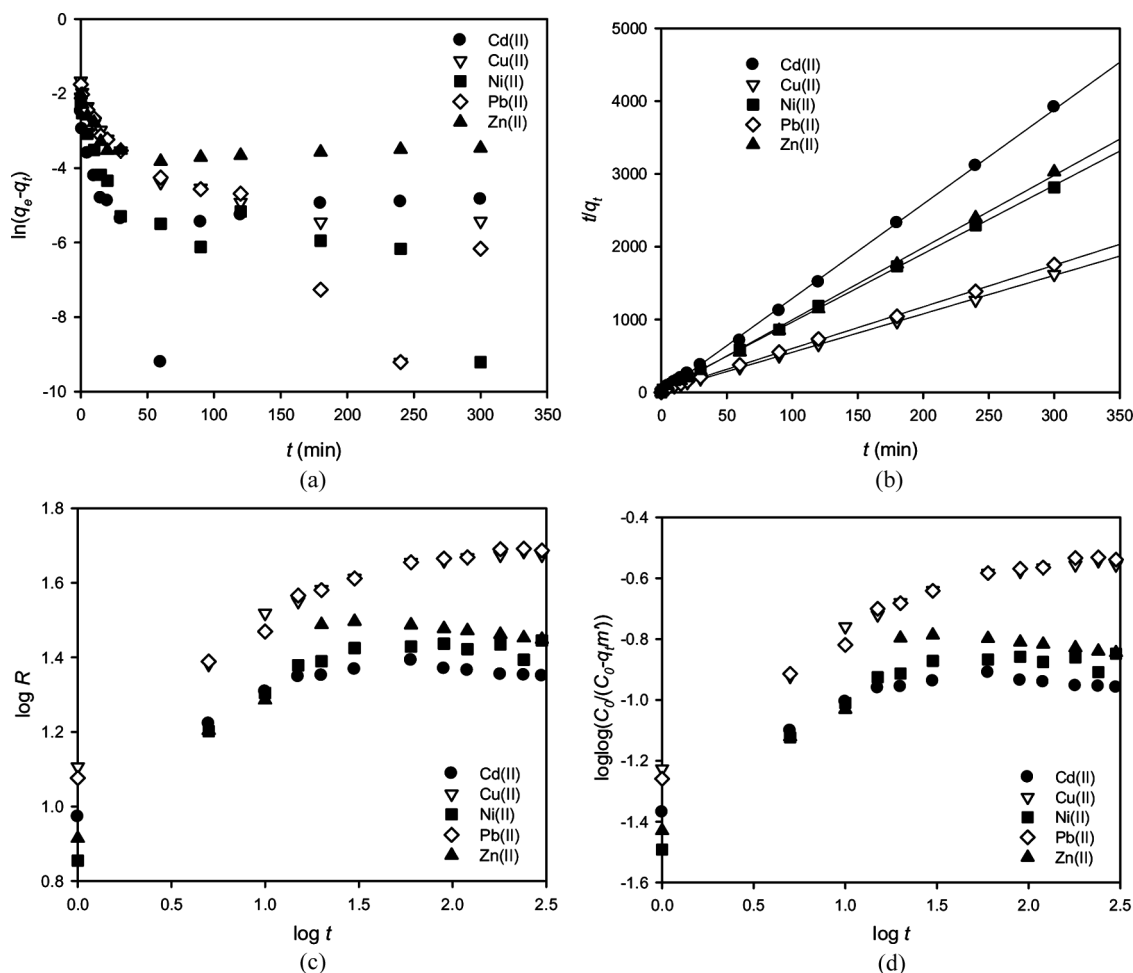 0
-2
-4
-6
-8
-10
ln(qe-qt)
0 50 100 150 200 250 300 350
t (min)
Cd(II)
Cu(II)
Ni(II)
Pb(II)
Zn(II)
(a)
5000
4000
3000
2000
1000
0
t/qt
0 50 100 150 200 250 300 350
t (min)
Cd(II)
Cu(II)
Ni(II)
Pb(II)
Zn(II)
(b)
1.8
1.6
1.4
1.2
1.0
0.8
log R
0.0 0.5 1.0 1.5 2.0 2.5
log t
Cd(II)
Cu(II)
Ni(II)
Pb(II)
Zn(II)
(c)
-0.4
-0.6
-0.8
-1.0
-1.2
-1.4
-1.6
loglog(C0/(C0-qtm'))
0.0 0.5 1.0 1.5 2.0 2.5
log t
Cd(II)
Cu(II)
Ni(II)
Pb(II)
Zn(II)
(d)